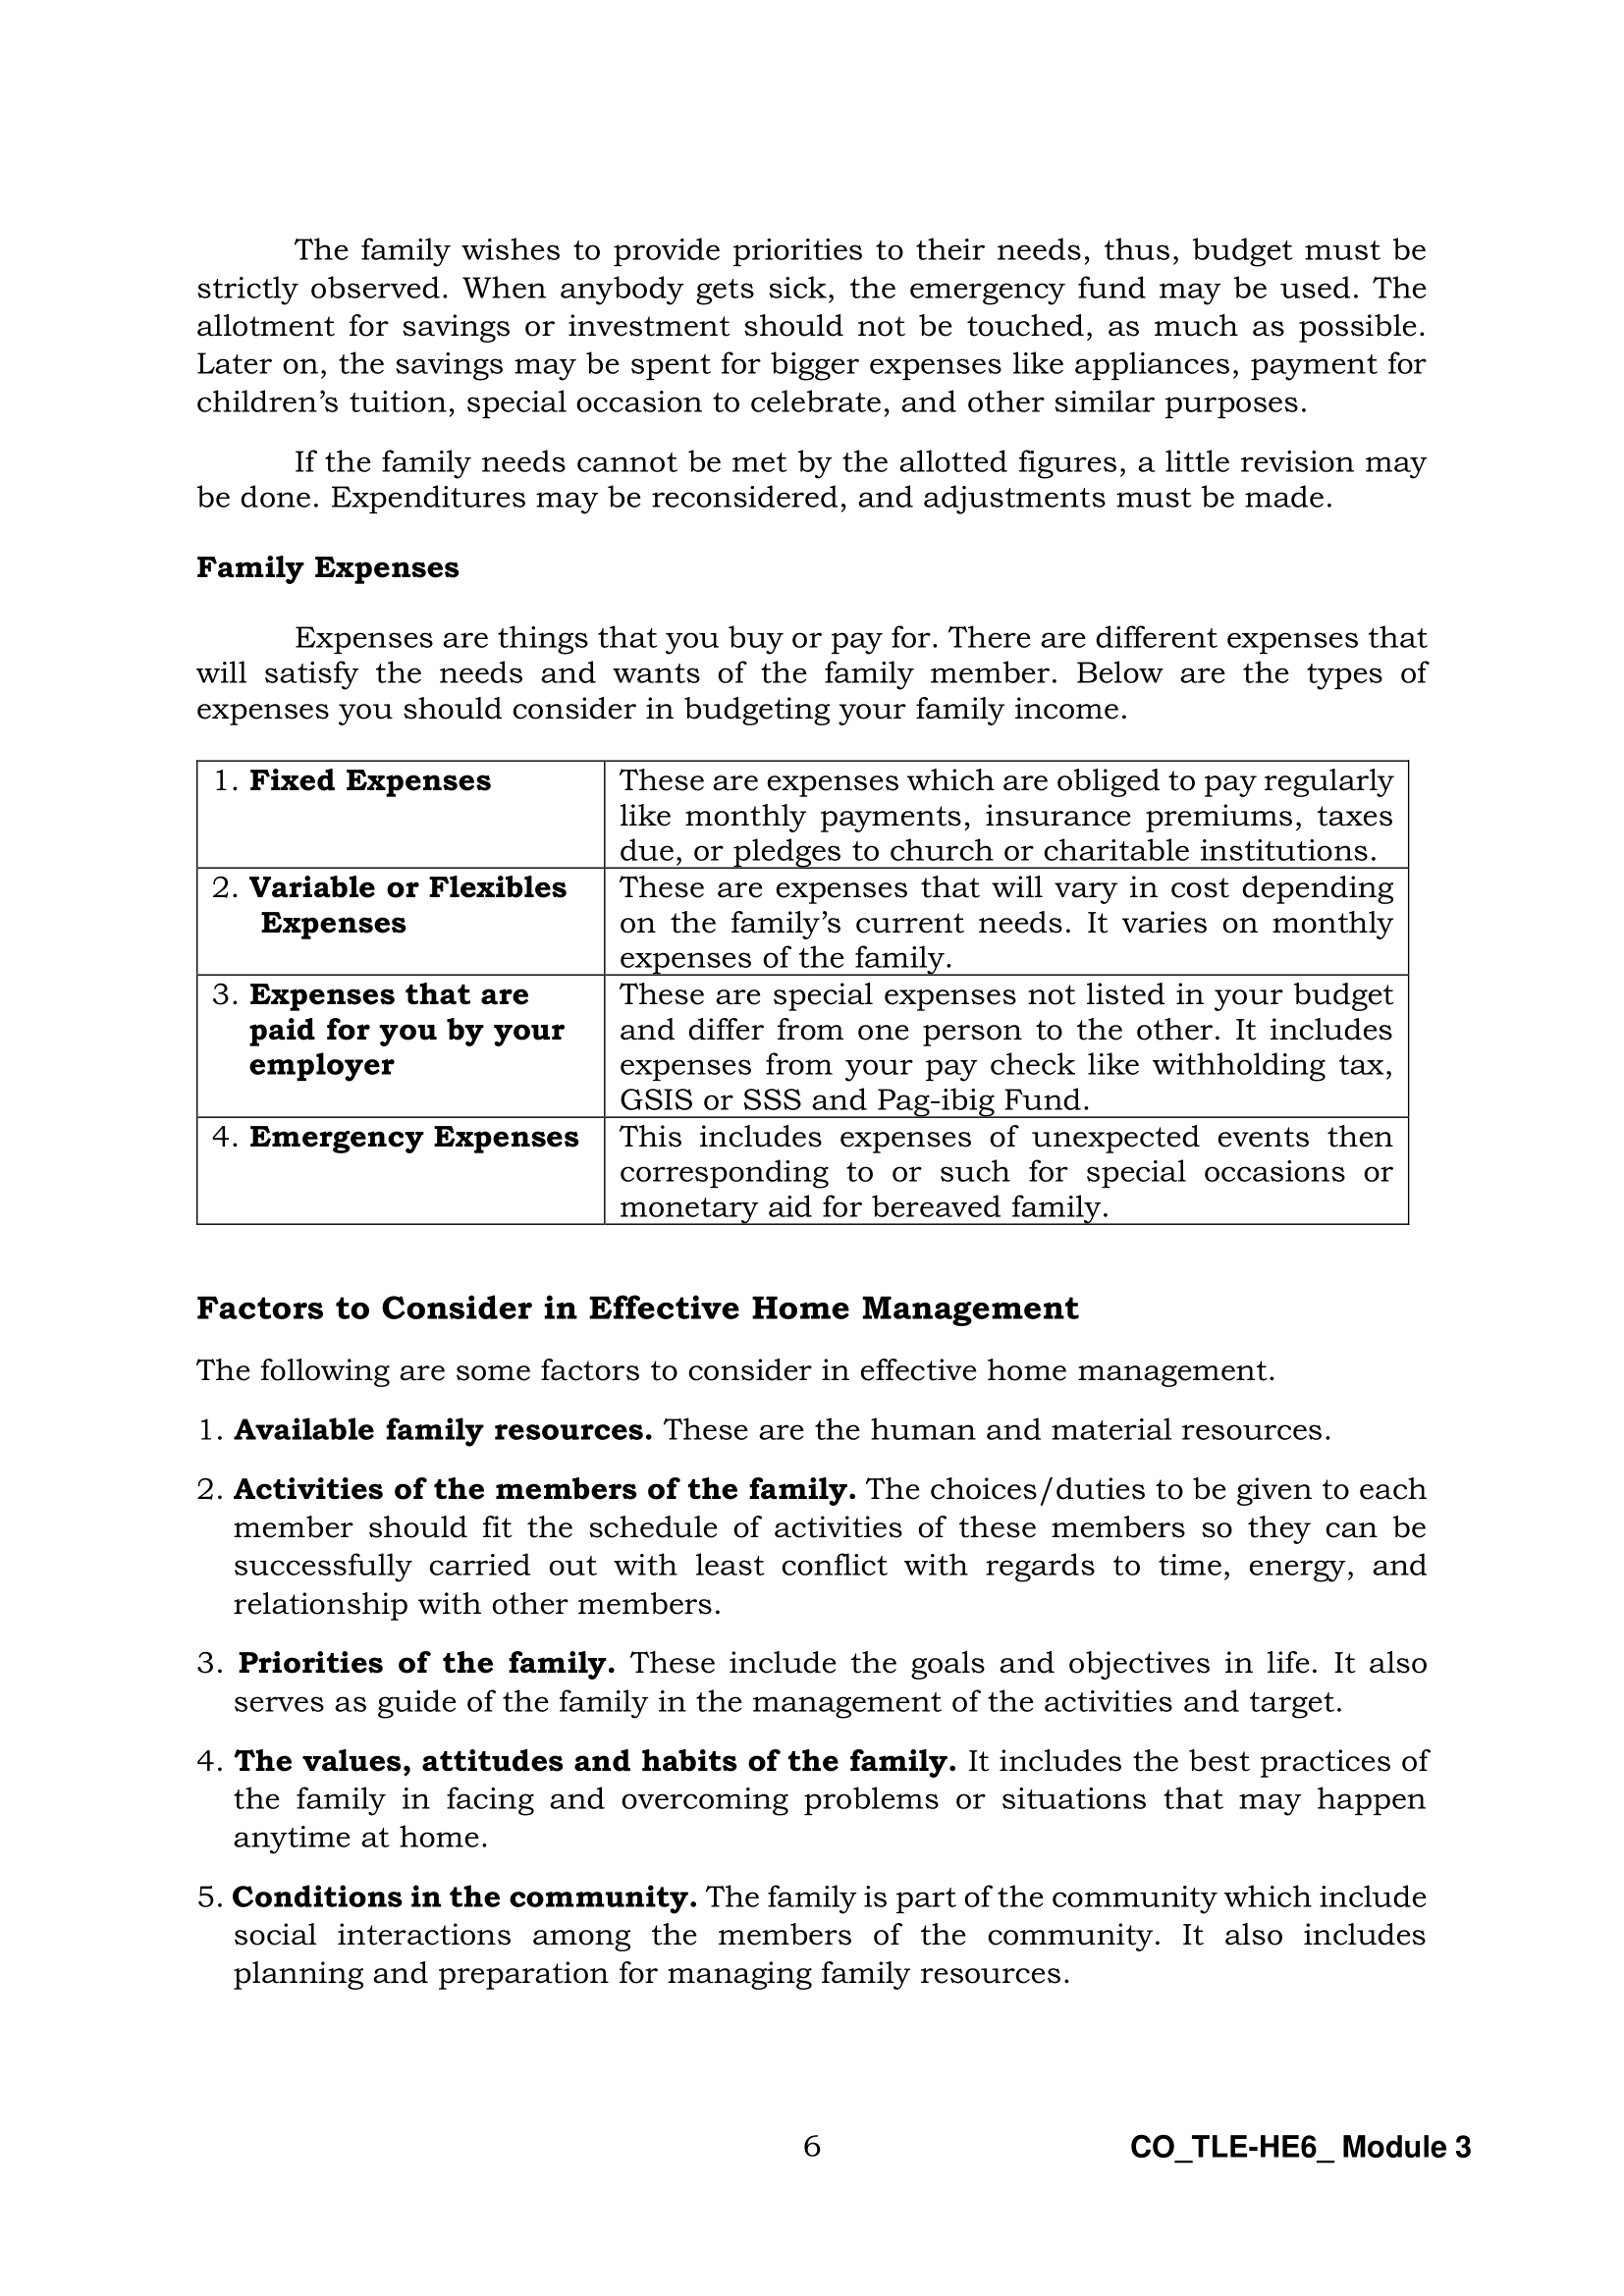 The family wishes to provide priorities to their needs, thus, budget must be
strictly observed. When anybody gets sick, the emergency fund may be used. The
allotment for savings or investment should not be touched, as much as possible.
Later on, the savings may be spent for bigger expenses like appliances, payment for
children’s tuition, special occasion to celebrate, and other similar purposes.
If the family needs cannot be met by the allotted figures, a little revision may
be done. Expenditures may be reconsidered, and adjustments must be made.
Family Expenses
Expenses are things that you buy or pay for. There are different expenses that
will satisfy the needs and wants of the family member. Below are the types of
expenses you should consider in budgeting your family income.
1. Fixed Expenses
These are expenses which are obliged to pay regularly
like monthly payments, insurance premiums, taxes
due, or pledges to church or charitable institutions.
2. Variable or Flexibles
Expenses
These are expenses that will vary in cost depending
on the family’s current needs. It varies on monthly
expenses of the family.
3. Expenses that are
paid for you by your
employer
These are special expenses not listed in your budget
and differ from one person to the other. It includes
expenses from your pay check like withholding tax,
GSIS or SSS and Pag-ibig Fund.
4. Emergency Expenses
This includes expenses of unexpected events then
corresponding to or such for special occasions or
monetary aid for bereaved family.
Factors to Consider in Effective Home Management
The following are some factors to consider in effective home management.
1. Available family resources. These are the human and material resources.
2. Activities of the members of the family. The choices/duties to be given to each
member should fit the schedule of activities of these members so they can be
successfully carried out with least conflict with regards to time, energy, and
relationship with other members.
3. Priorities of the family. These include the goals and objectives in life. It also
serves as guide of the family in the management of the activities and target.
4. The values, attitudes and habits of the family. It includes the best practices of
the family in facing and overcoming problems or situations that may happen
anytime at home.
5. Conditions in the community. The family is part of the community which include
social interactions among the members of the community. It also includes
planning and preparation for managing family resources.
6
CO_TLE-HE6_ Module 3